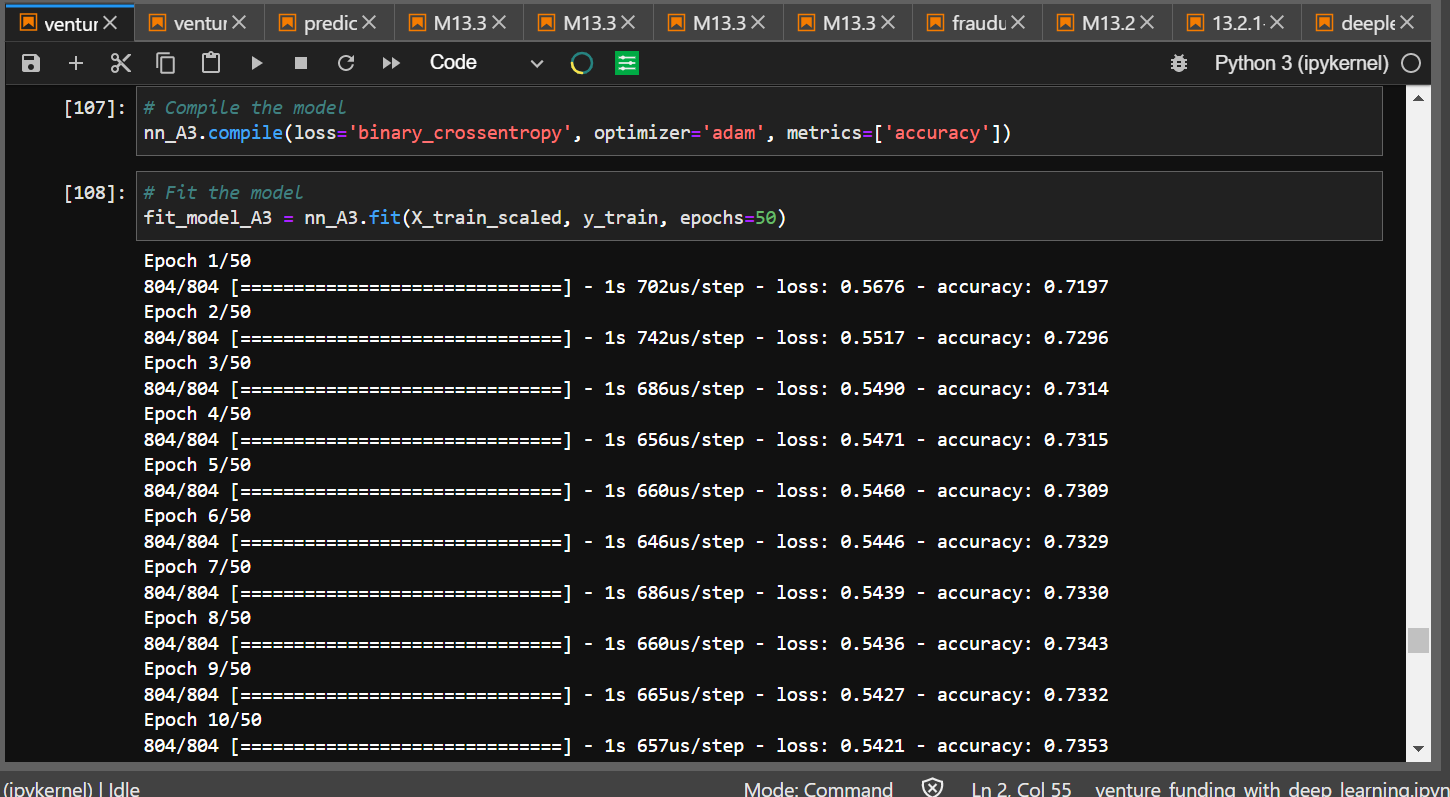 ventur
ventur
predic
M13.3
M13.3
M13.3
M13.3
fraudu
M13.2
13.2.1-
deeple
Code
Python 3 (ipykernel)
[107]:
# Compile the model
nn_A3.compile(loss='binary_crossentropy', optimizer='adam', metrics=['accuracy'])
[108]:
# Fit the model
fit_model_A3 = nn_A3.fit(X_train_scaled, y_train, epochs=50)
Epoch 1/50
804/804 [==============================] - 1s 702us/step - loss: 0.5676 - accuracy: 0.7197
Epoch 2/50
804/804 [==============================] - 1s 742us/step - loss: 0.5517 - accuracy: 0.7296
Epoch 3/50
804/804 [==============================] - 1s 686us/step - loss: 0.5490 - accuracy: 0.7314
Epoch 4/50
804/804 [==============================] - 1s 656us/step - loss: 0.5471 - accuracy: 0.7315
Epoch 5/50
804/804 [==============================] - 1s 660us/step - loss: 0.5460 - accuracy: 0.7309
Epoch 6/50
804/804 [==============================] - 1s 646us/step - loss: 0.5446 - accuracy: 0.7329
Epoch 7/50
804/804 [==============================] - 1s 686us/step - loss: 0.5439 - accuracy: 0.7330
Epoch 8/50
804/804 [==============================] - 1s 660us/step - loss: 0.5436 - accuracy: 0.7343
Epoch 9/50
804/804 [==============================] - 1s 665us/step - loss: 0.5427 - accuracy: 0.7332
Epoch 10/50
804/804 [==============================] - 1s 657us/step - loss: 0.5421 - accuracy: 0.7353
(ipykernel) | Idle
Mode: Command
Ln 2, Col 55
venture_funding_with_deep_learning.ipyn